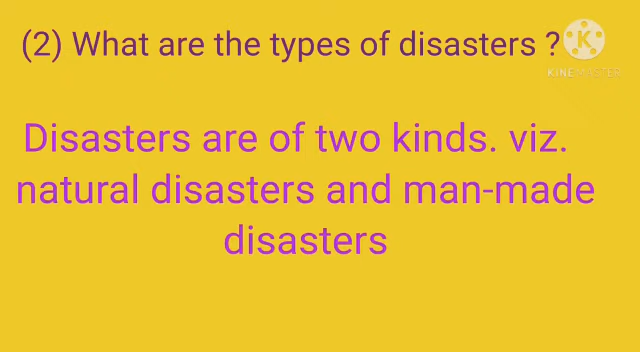 (2) What are the types of disasters ?
K
KINEMASTER
Disasters are of two kinds. viz.
natural disasters and man-made
disasters